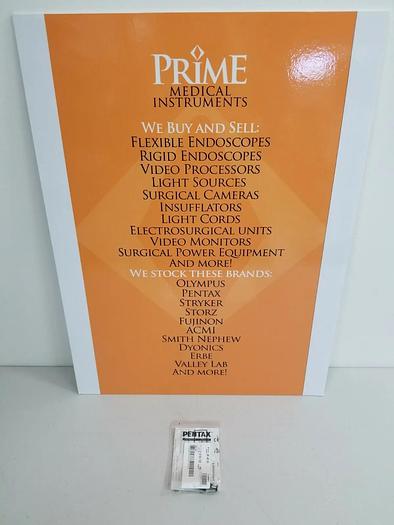 PRiME
MEDICAL
INSTRUMENTS
WE BUY AND SELL:
FLEXIBLE ENDOSCOPES
RIGID ENDOSCOPES
VIDEO PROCESSORS
LIGHT SOURCES
SURGICAL CAMERAS
INSUFFLATORS
LIGHT CORDS
ELECTROSURGICAL UNITS
VIDEO MONITORS
SURGICAL POWER EQUIPMENT
AND MORE!
WE STOCK THESE BRANDS:
OLYMPUS
PENTAX
STRYKER
STORZ
FUJINON
ACMI
SMITH NEPHEW
DYONICS
ERBE
VALLEY LAB
AND MORE!
PENTAX